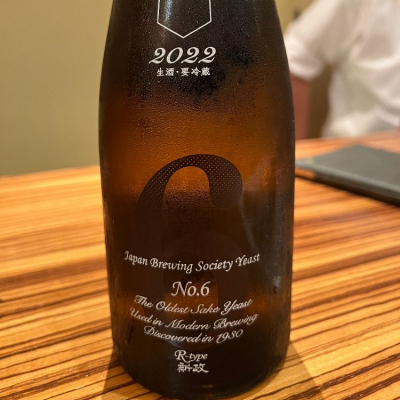 2022
生酒・要冷蔵
6
Japan Brewing Society Yeast
No.6
The Oldest Sake Yeast
Used in Modern Brewing
Discovered in 1930
R-type
新政